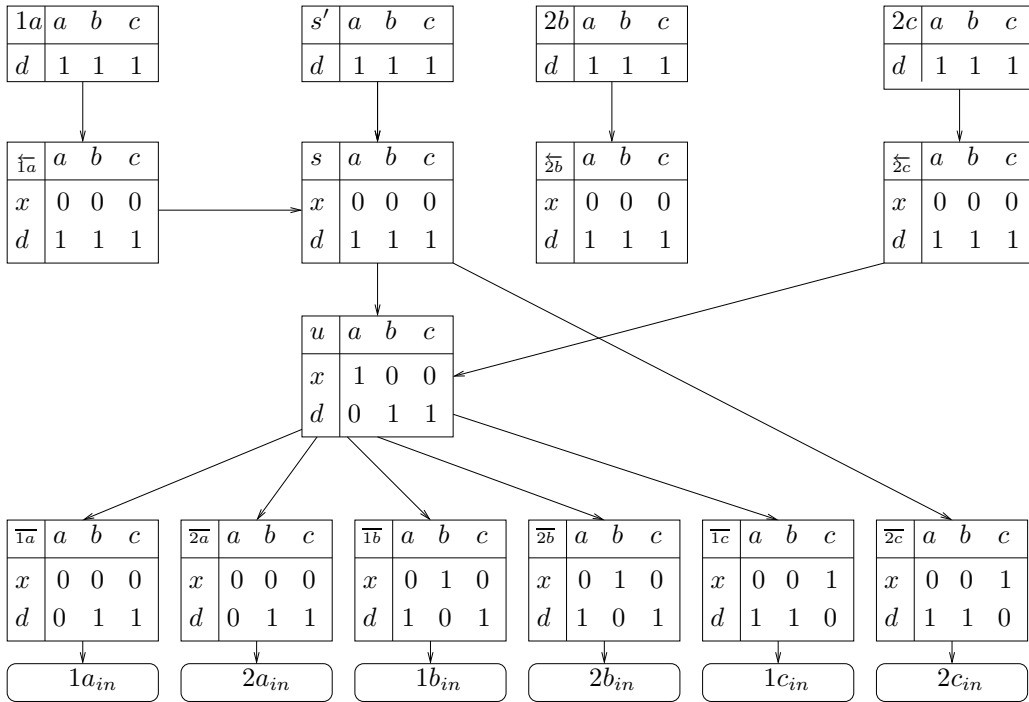 1a a b c s′ a b c 2b a b c 2c a b c
d 1 1 1 d 1 1 1 d 1 1 1 d 1 1 1
1a a b c s a b c 2b a b c 2c a b c
x 0 0 0 x 0 0 0 x 0 0 0 x 0 0 0
d 1 1 1 d 1 1 1 d 1 1 1 d 1 1 1
u a b c
x 1 0 0
d 0 1 1
1a a b c 2a a b c 1b a b c 2b a b c 1c a b c 2c a b c
x 0 0 0 x 0 0 0 x 0 1 0 x 0 1 0 x 0 0 1 x 0 0 1
d 0 1 1 d 0 1 1 d 1 0 1 d 1 0 1 d 1 1 0 d 1 1 0
1a_in 2a_in 1b_in 2b_in 1c_in 2c_in